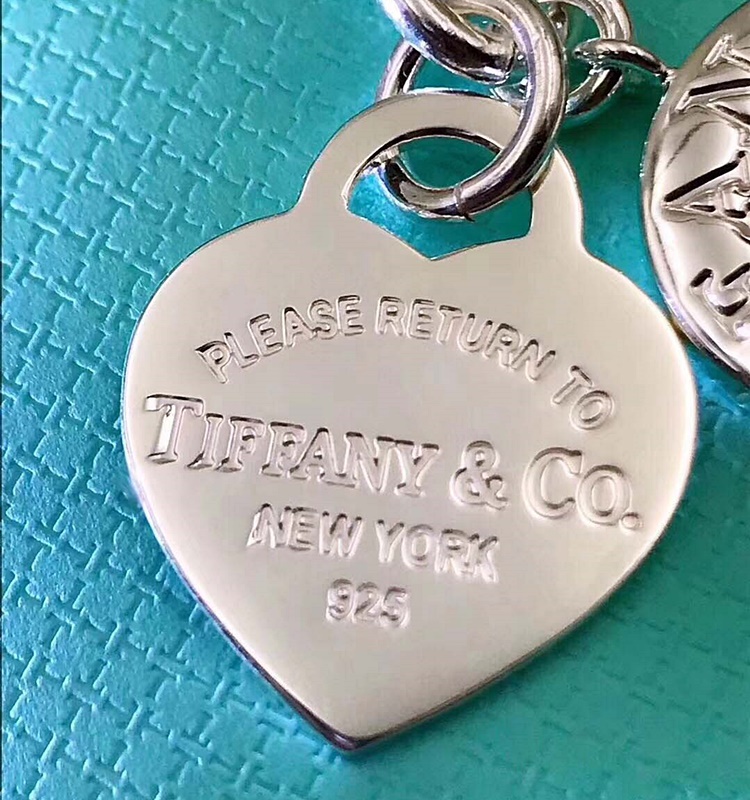 PLEASE RETURN TO
TIFFANY & CO.
NEW YORK
925